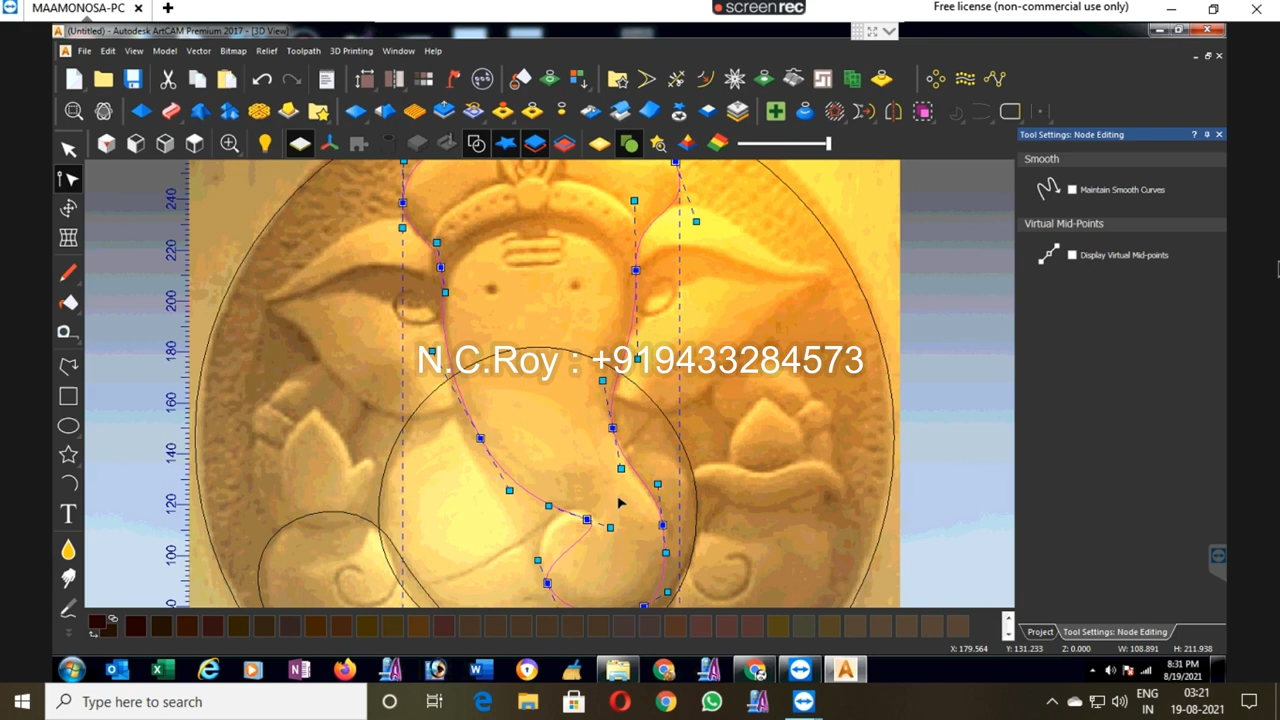 MAAMONOSA-PC
screenrec
Free license (non-commercial use only)
(Untitled) - Autodesk ArtCAM Premium 2017 - [3D View]
File Edit View Model Vector Bitmap Relief Toolpath 3D Printing Window Help
Tool Settings: Node Editing
Smooth
Maintain Smooth Curves
Virtual Mid-Points
Display Virtual Mid-points
240
220
200
180
160
140
120
100
N.C.Roy : +919433284573
T
Project Tool Settings: Node Editing
X: 179.564 Y: 131.233 Z: 0.000 W: 108.891 H: 211.938
8:31 PM
8/19/2021
Type here to search
ENG
IN
03:21
19-08-2021